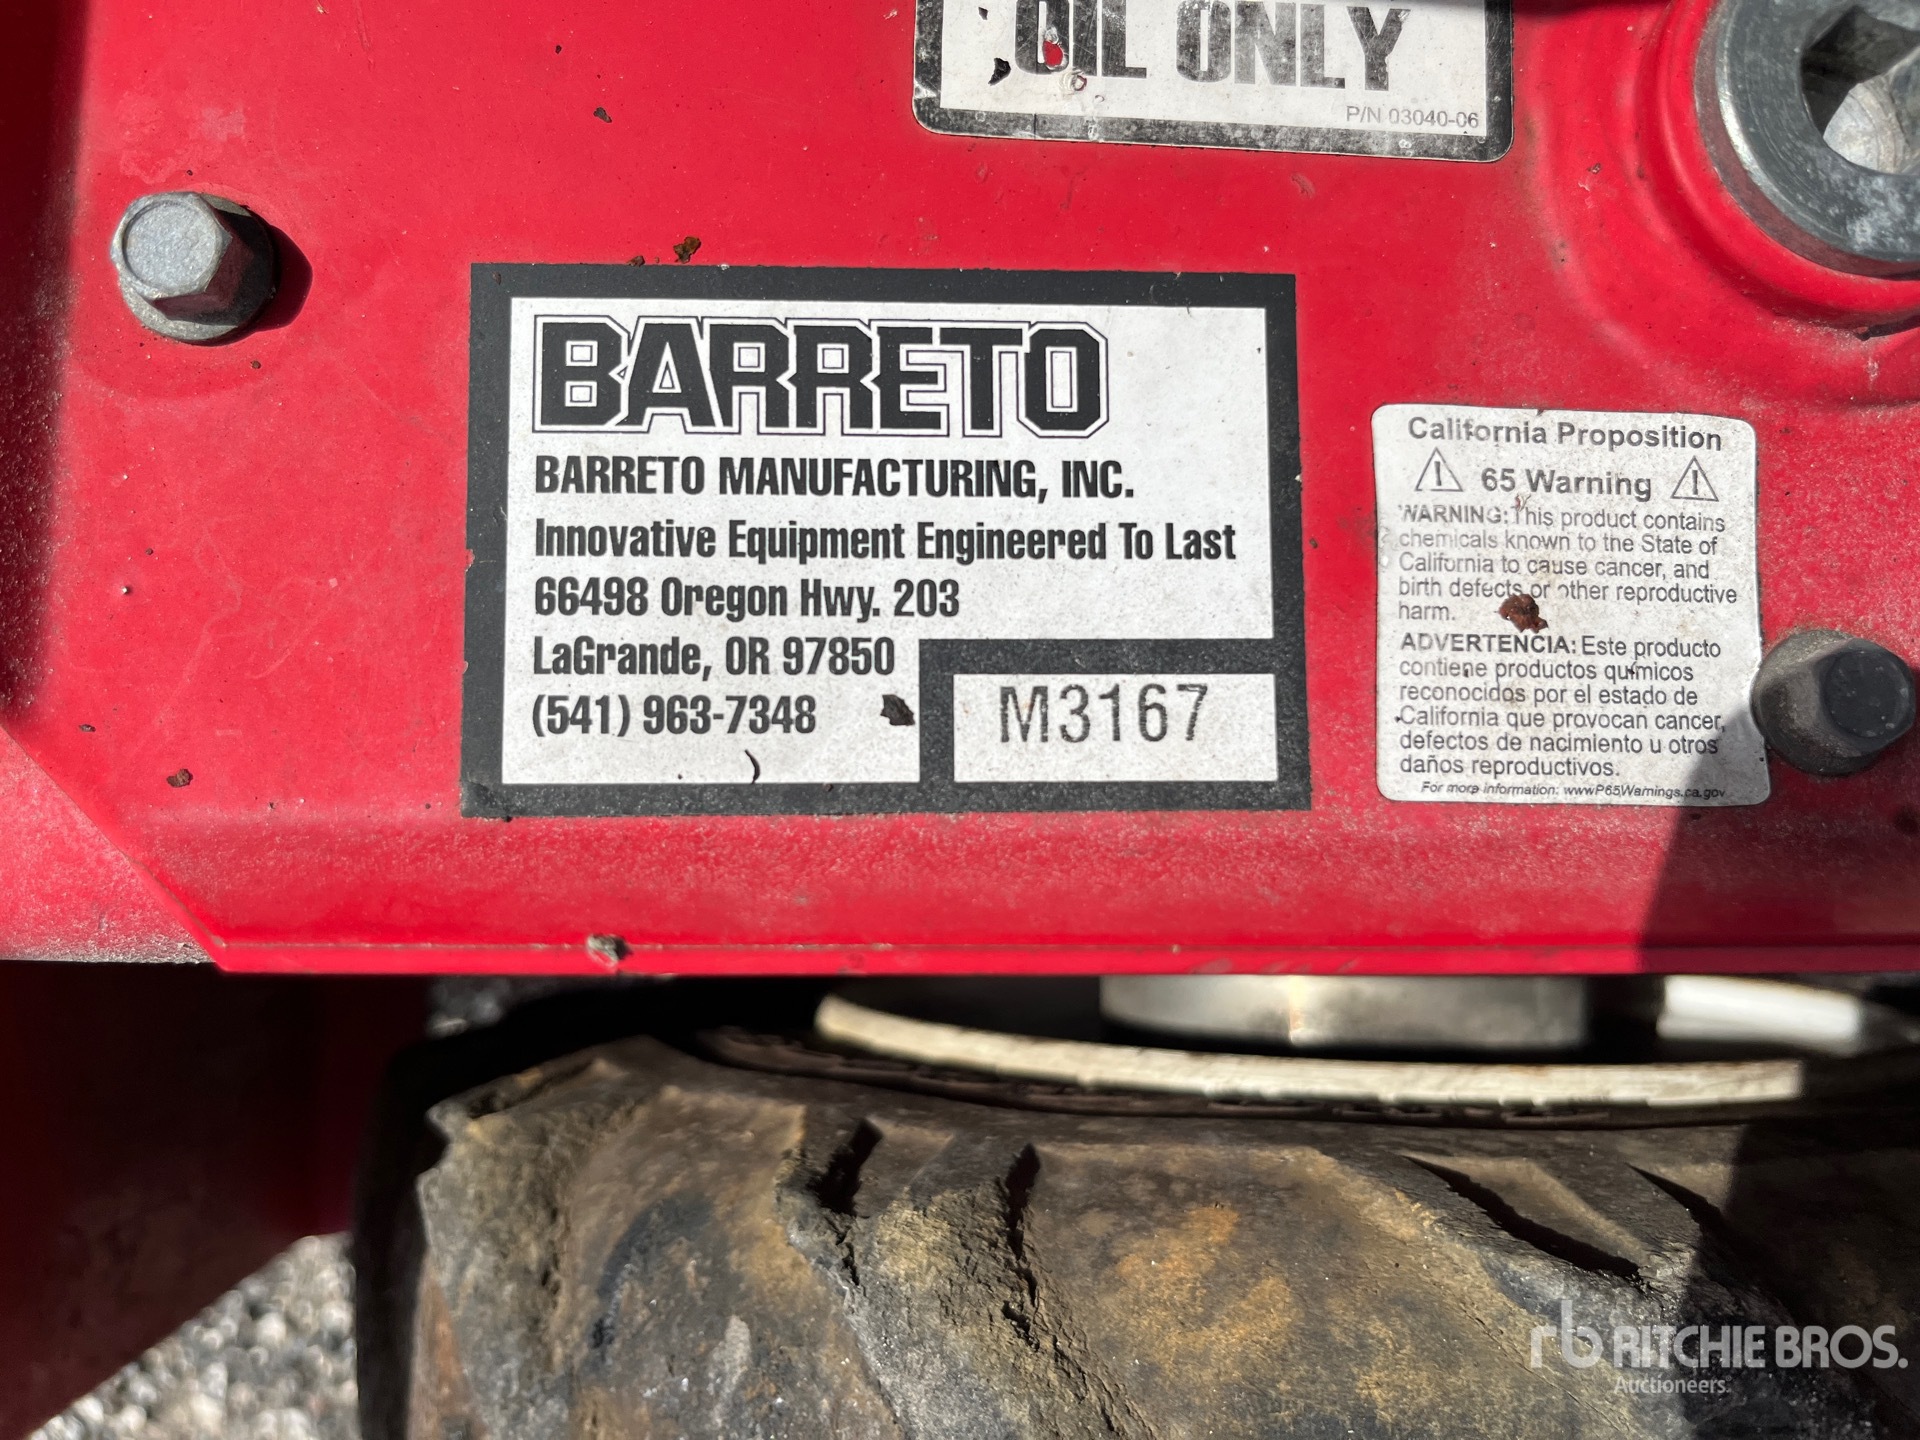 OIL ONLY
P/N 03040-06
BARRETO
BARRETO MANUFACTURING, INC.
Innovative Equipment Engineered To Last
66498 Oregon Hwy. 203
LaGrande, OR 97850
(541) 963-7348
M3167
California Proposition
65 Warning
WARNING: This product contains
chemicals known to the State of
California to cause cancer, and
birth defects or other reproductive
harm.
ADVERTENCIA: Este producto
contiene productos químicos
reconocidos por el estado de
California que provocan cancer,
defectos de nacimiento u otros
daños reproductivos.
For more information: www.P65Warnings.ca.gov
rb RITCHIE BROS.
Auctioneers